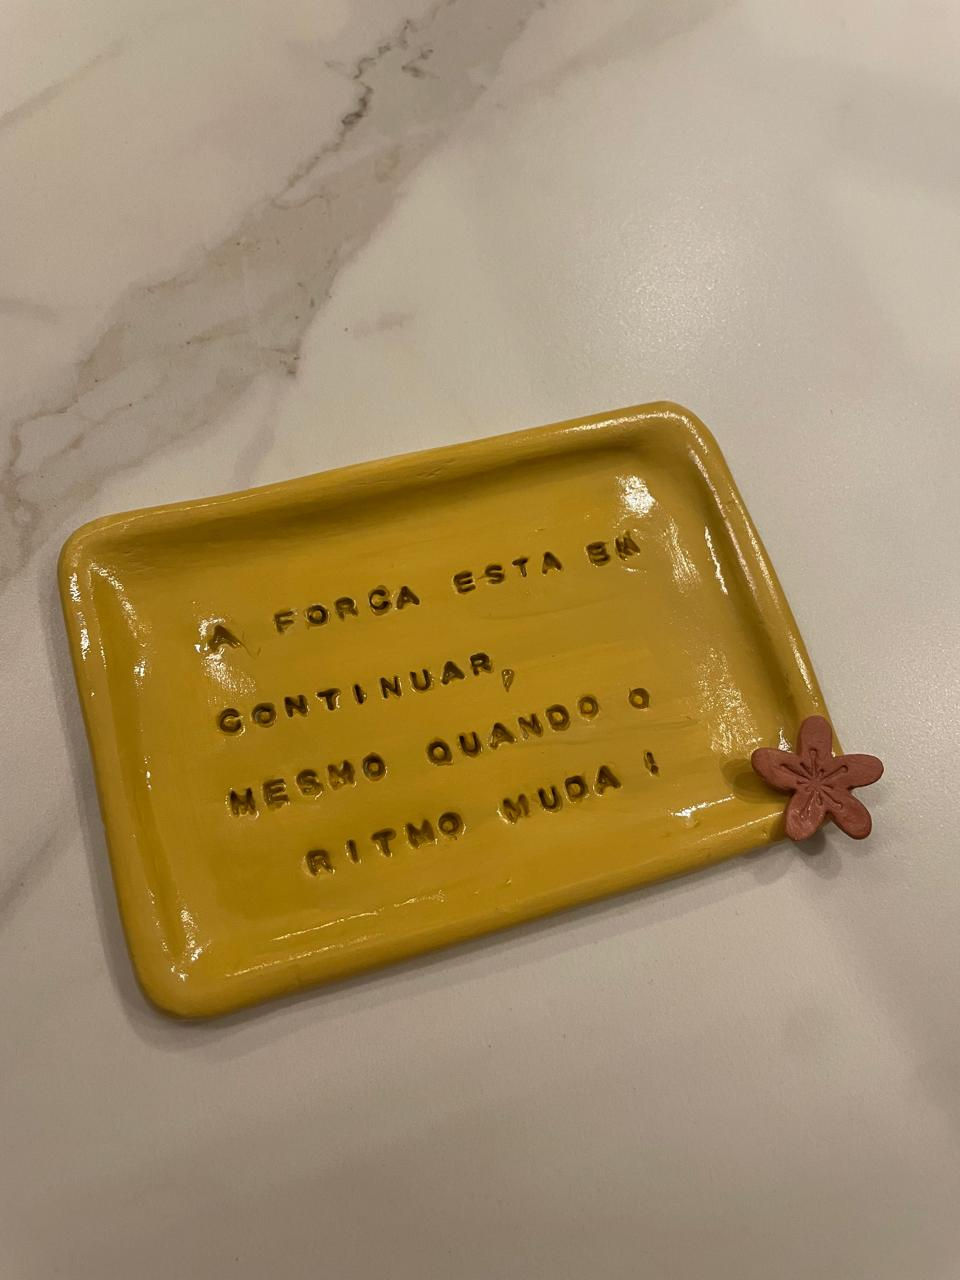 A FORCA ESTA EM
CONTINUAR,
MESMO QUANDO O
RITMO MUDA !